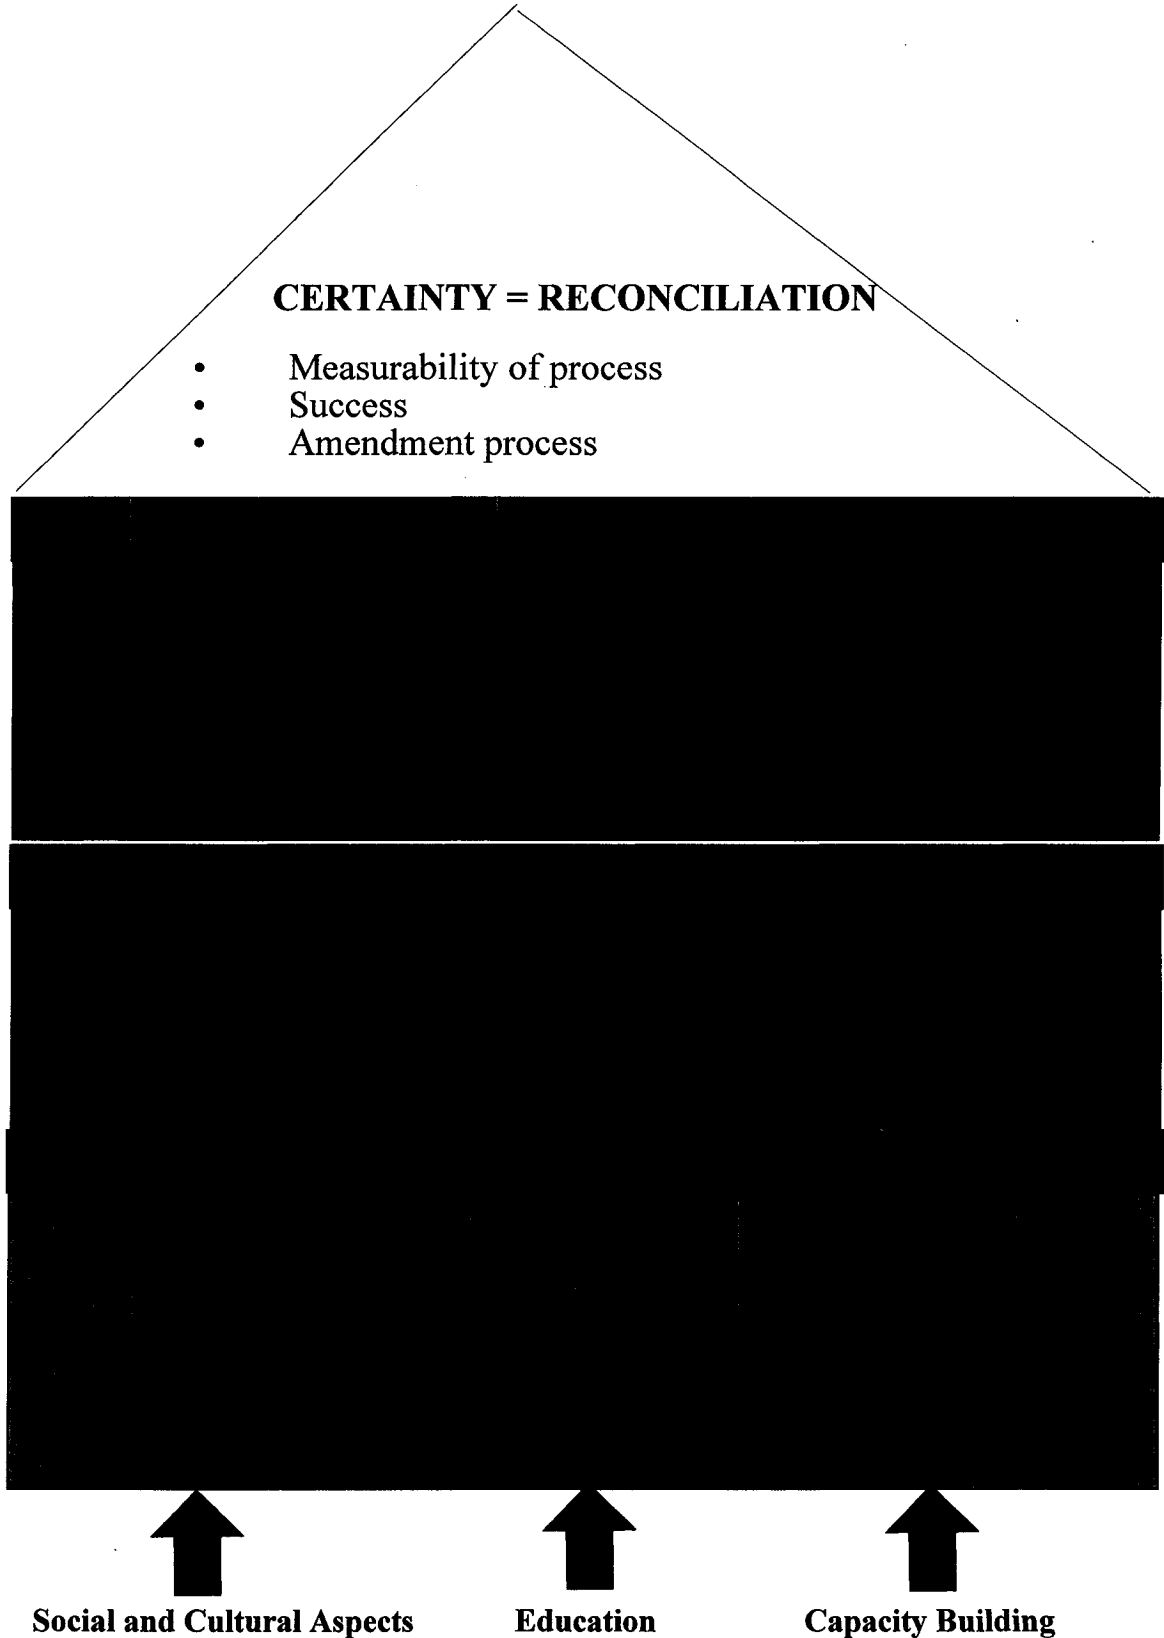 CERTAINTY = RECONCILIATION
• Measurability of process
• Success
• Amendment process
Social and Cultural Aspects Education Capacity Building